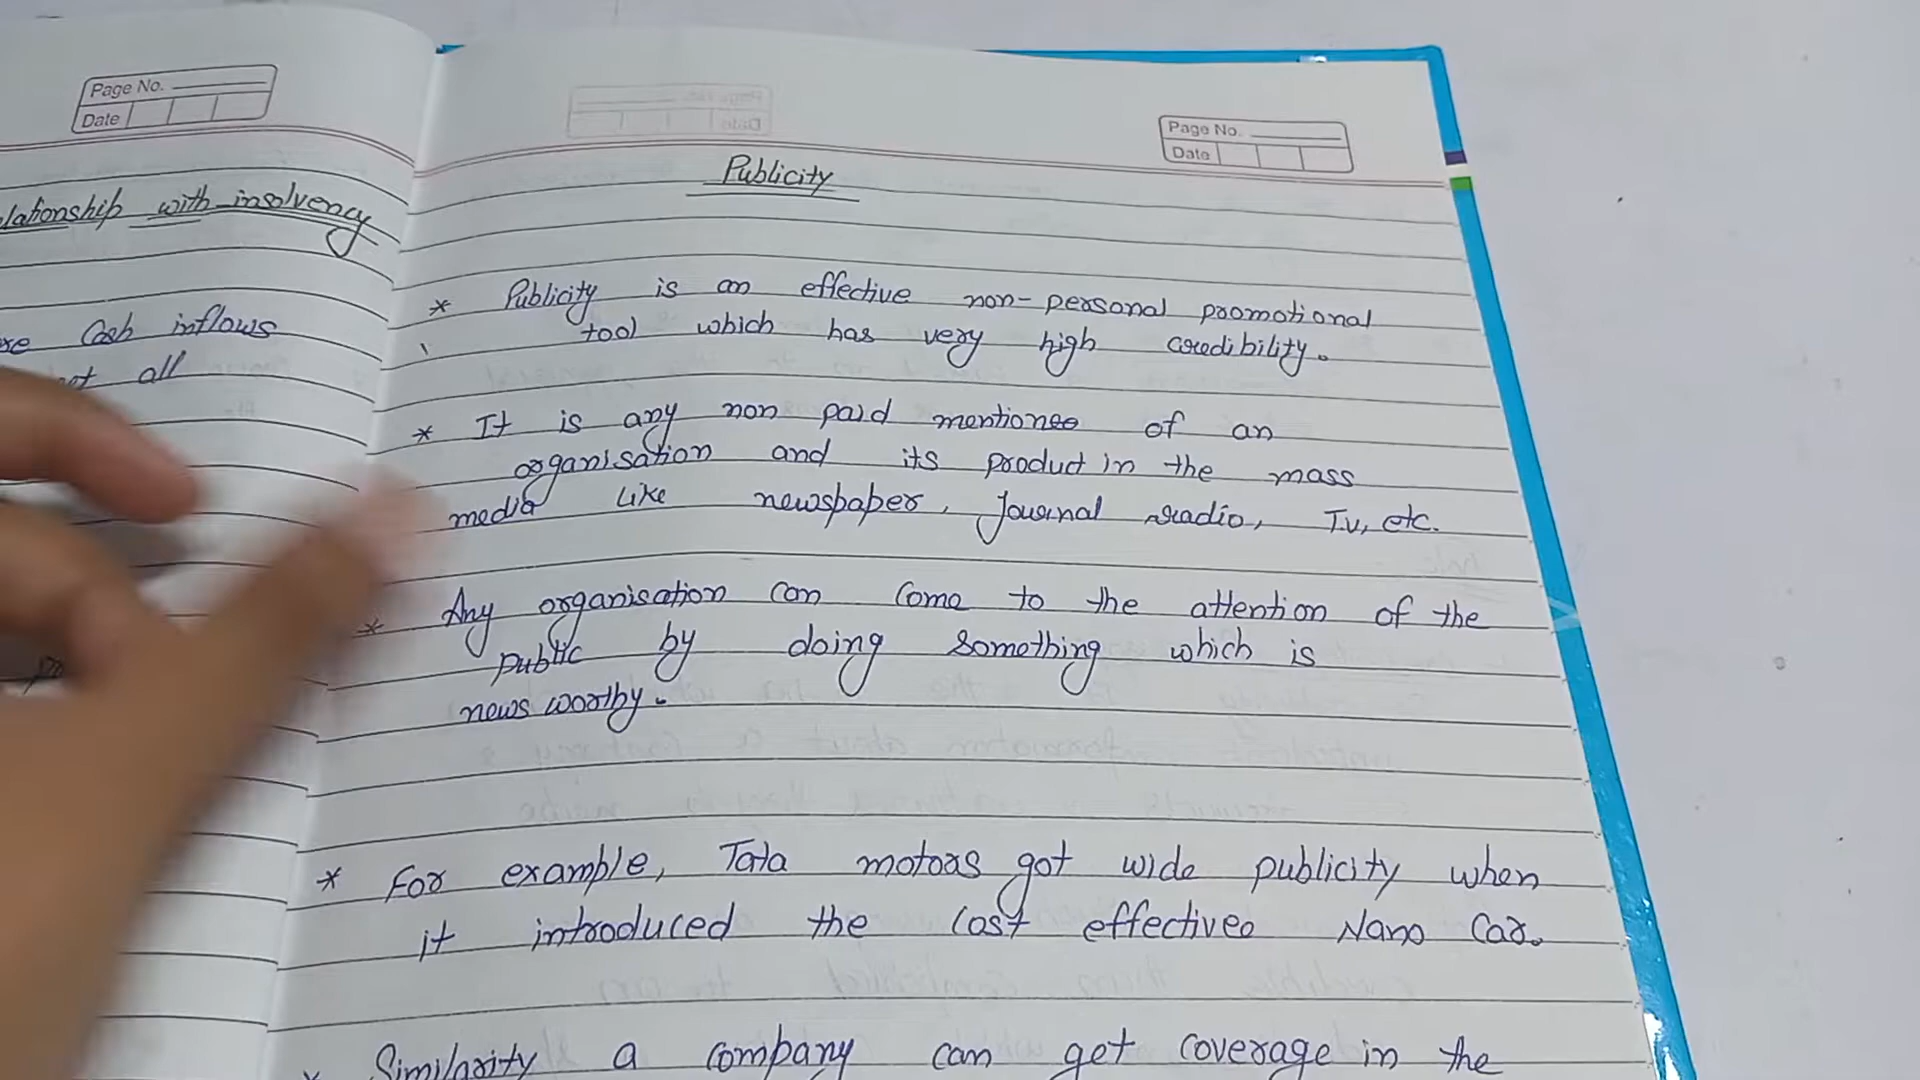 Page No.
Date
with insolvency
Cash inflows
all
Page No.
Date
Publicity
* Publicity is an effective non-personal promotional
tool which has very high credibility.
* It is any non paid mentione of an
organisation and its product in the mass
media like newspaper, Journal radio, Tv, etc.
* Any organisation can come to the attention of the
public by doing something which is
news worthy.
* For example, Tata motors got wide publicity when
it introduced the cost effective Nano Car.
Similarity a company can get coverage in the